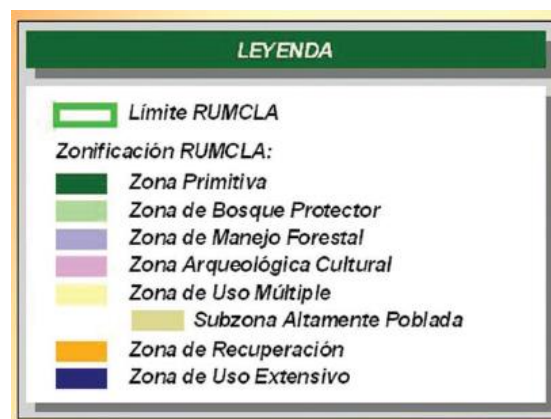 LEYENDA
Límite RUMCLA
Zonificación RUMCLA:
Zona Primitiva
Zona de Bosque Protector
Zona de Manejo Forestal
Zona Arqueológica Cultural
Zona de Uso Múltiple
Subzona Altamente Poblada
Zona de Recuperación
Zona de Uso Extensivo